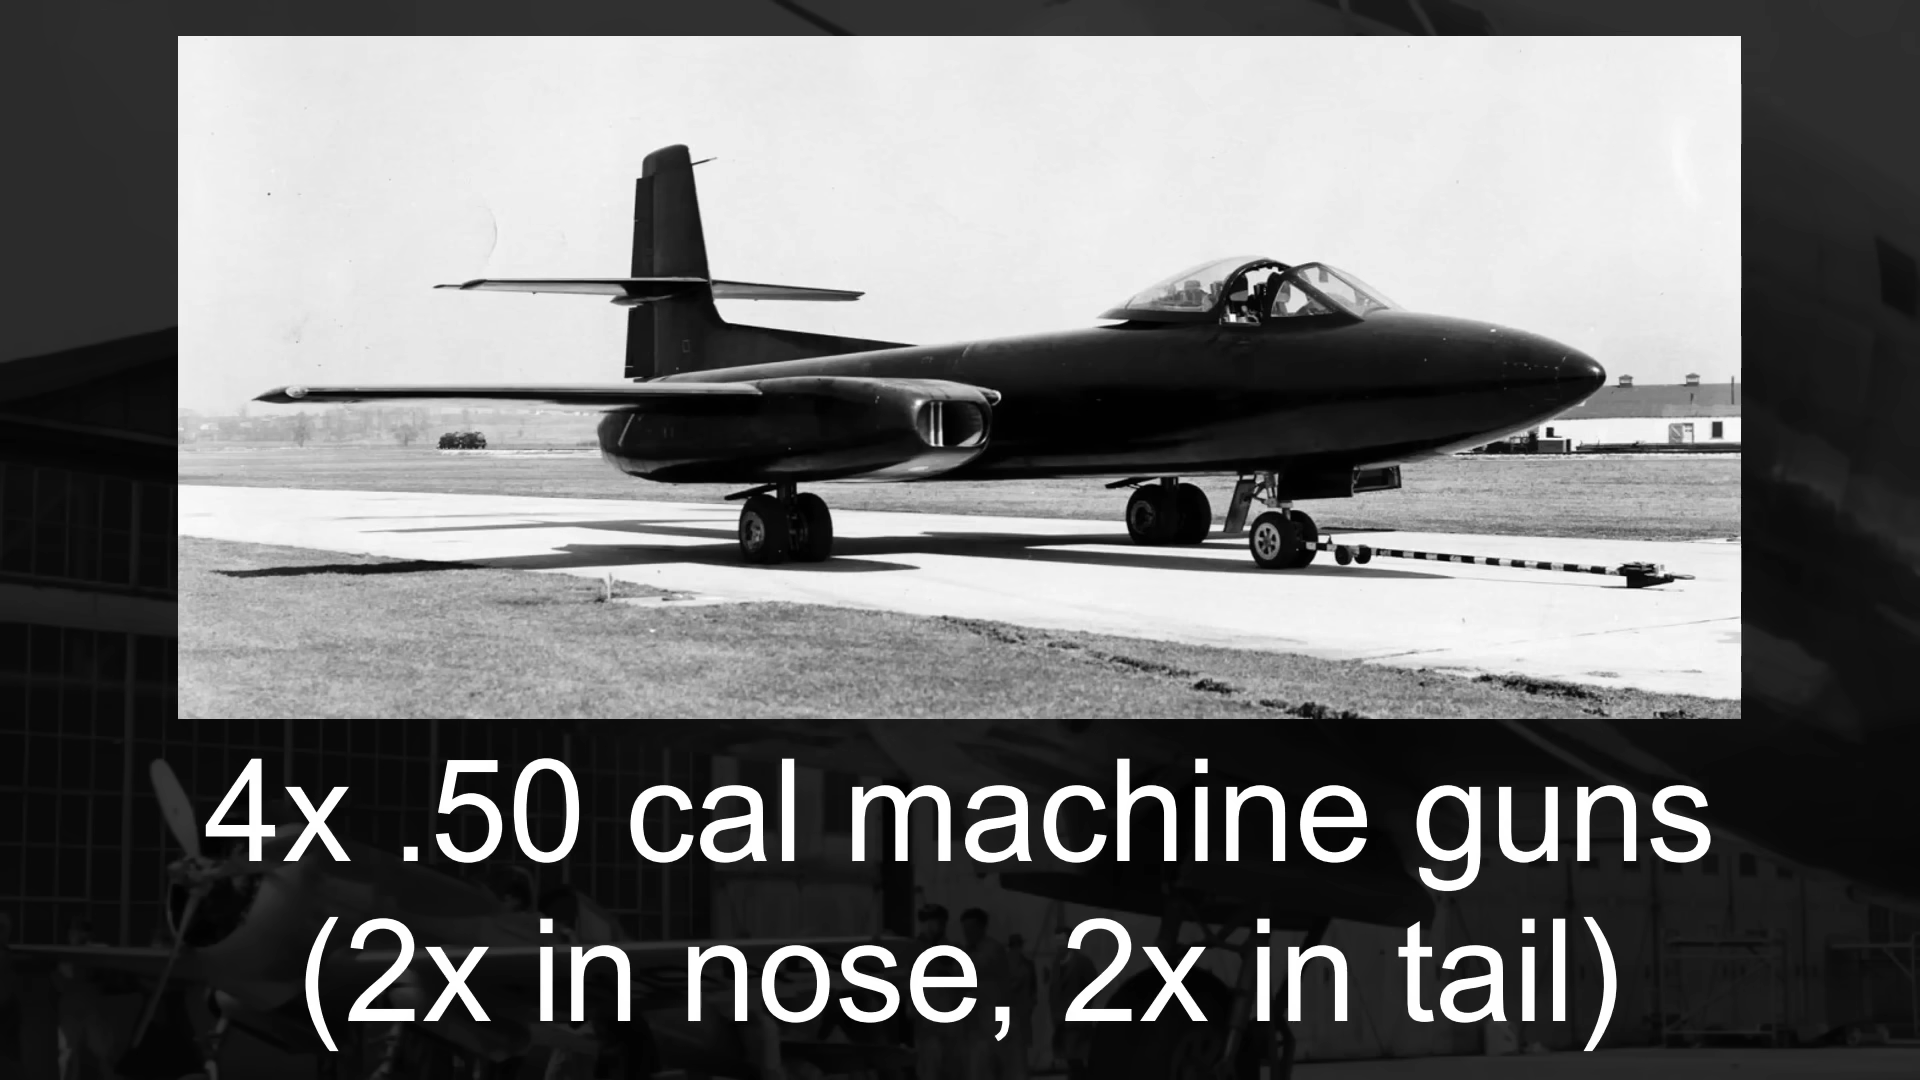 4x .50 cal machine guns
(2x in nose, 2x in tail)